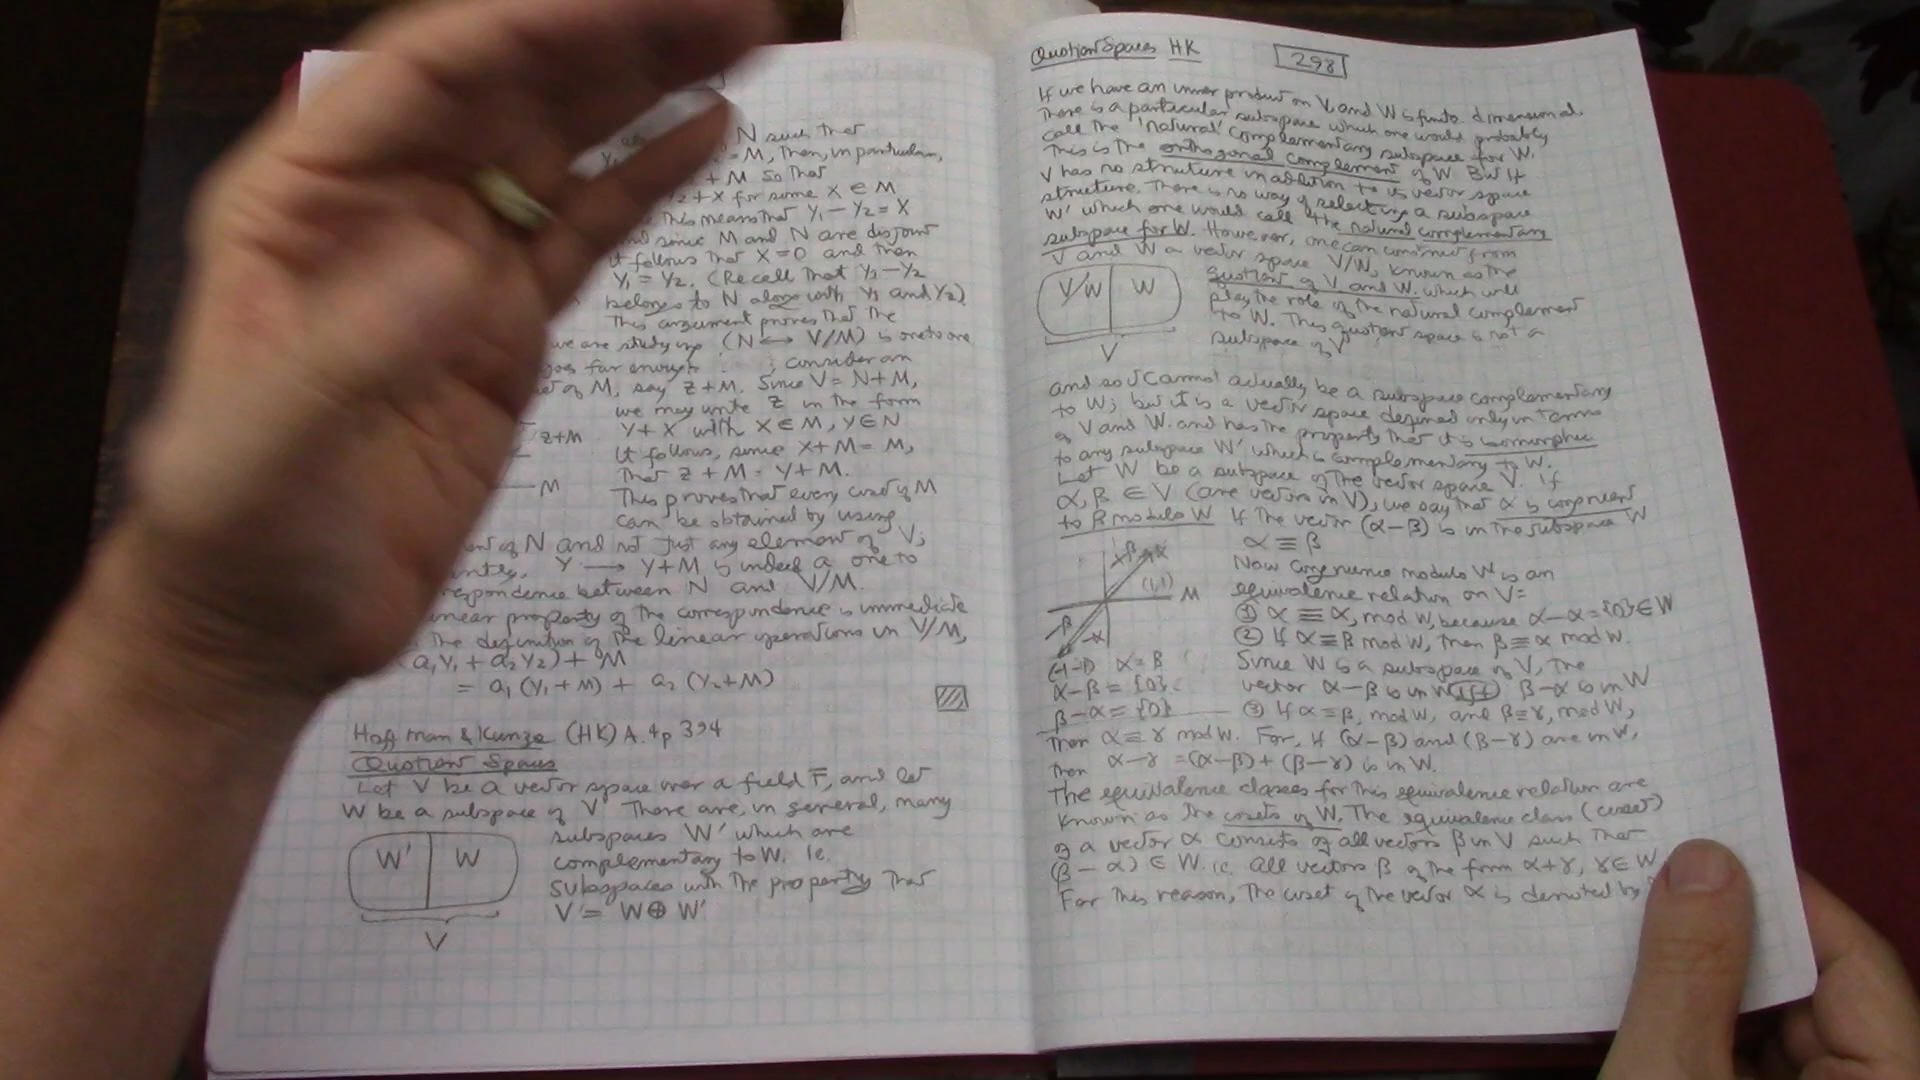 N such that
= M, Then, in particular,
+ M so that
Y2 + X for some X ∈ M
This means that Y1 − Y2 = X
and since M and N are disjoint
it follows that X = 0 and then
Y1 = Y2. (Recall that Y1 − Y2
belongs to N along with Y1 and Y2).
This argument proves that the
we are studying (N ⟷ V/M) is one to one
goes far enough ; consider an
of M, say z + M. Since V = N + M,
we may write z in the form
Y + X with X ∈ M, Y ∈ N
z+M
It follows, since X + M = M,
that z + M = Y + M.
M
This proves that every coset of M
can be obtained by using
of N and not just any element of V;
Y ⟶ Y + M is indeed a one to
between N and V/M.
property of the correspondence is immediate
The definition of the linear operations in V/M,
(a1Y1 + a2Y2) + M
= a1(Y1+M) + a2(Y2+M)
Hoffman & Kunze (HK) A.4 p 394
Quotient Spaces
Let V be a vector space over a field F, and let
W be a subspace of V. There are, in general, many
subspaces W' which are
W' W
complementary to W. ie.
subspaces with the property that
V = W ⊕ W'
V
Quotient Spaces HK
298
If we have an inner product on V, and W is finite dimensional,
There is a particular subspace which one would probably
call the 'natural' complementary subspace for W.
This is the orthogonal complement of W. But if
V has no structure in addition to its vector space
structure. There is no way of selecting a subspace
W' which one would call the natural complementary
subspace for W. However, one can construct from
V and W a vector space V/W, known as the
quotient of V and W. which will
V/W W
play the role of the natural complement
to W. This quotient space is not a
V
subspace of V
and so it cannot actually be a subspace complementary
to W; but it is a vector space defined only in terms
of V and W. and has the property that it is isomorphic
to any subspace W' which is complementary to W.
Let W be a subspace of the vector space V. If
α, β ∈ V (are vectors in V), we say that α is congruent
to β modulo W if the vector (α−β) is in the subspace W
α ≡ β
Now congruence modulo W is an
(1,1)
M
equivalence relation on V:
① α ≡ α, mod W, because α−α = {0} ∈ W
-β
-α
② If α ≡ β mod W, then β ≡ α mod W.
(-1-1) α = β
Since W is a subspace of V, the
α−β = {0}
vector α−β is in W iff β−α is in W
β−α = {0}
③ If α ≡ β, mod W, and β ≡ γ, mod W,
then α ≡ γ mod W. For, if (α−β) and (β−γ) are in W,
then α−γ = (α−β) + (β−γ) is in W.
The equivalence classes for this equivalence relation are
known as the cosets of W. The equivalence class (coset)
of a vector α consists of all vectors β in V such that
(β − α) ∈ W. ie. all vectors β of the form α+γ, γ ∈ W
For this reason, the coset of the vector α is denoted by